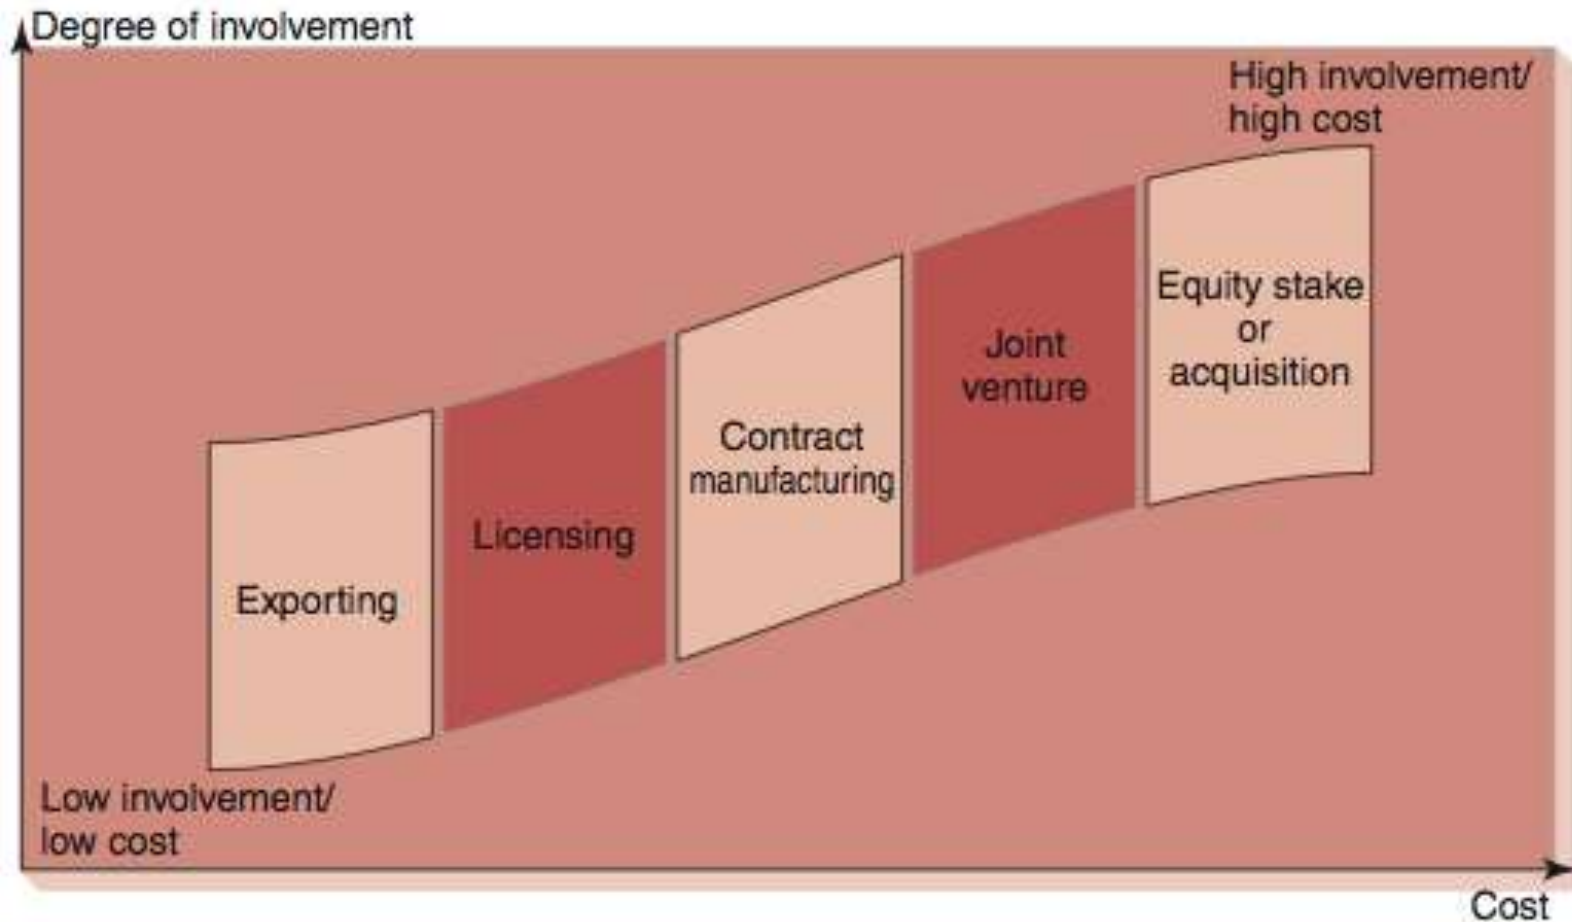 Degree of involvement
High involvement/
high cost
Equity stake
or
acquisition
Joint
venture
Contract
manufacturing
Licensing
Exporting
Low involvement/
low cost
Cost